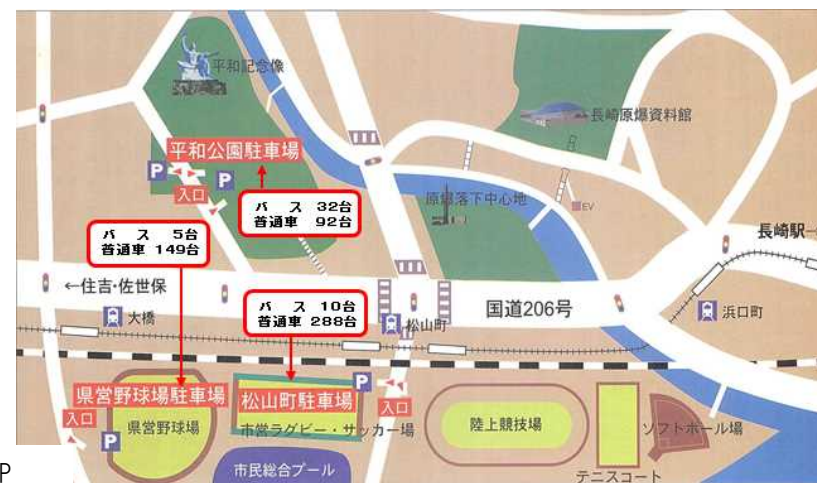 平和記念像
長崎原爆資料館
平和公園駐車場
P
P
入口
バス 32台
普通車 92台
原爆落下中心地
EV
バス 5台
普通車 149台
長崎駅→
←住吉・佐世保
大橋
バス 10台
普通車 288台
松山町
国道206号
浜口町
県営野球場駐車場
松山町駐車場
P
入口
入口
P
県営野球場
市営ラグビー・サッカー場
陸上競技場
ソフトボール場
市民総合プール
テニスコート
P